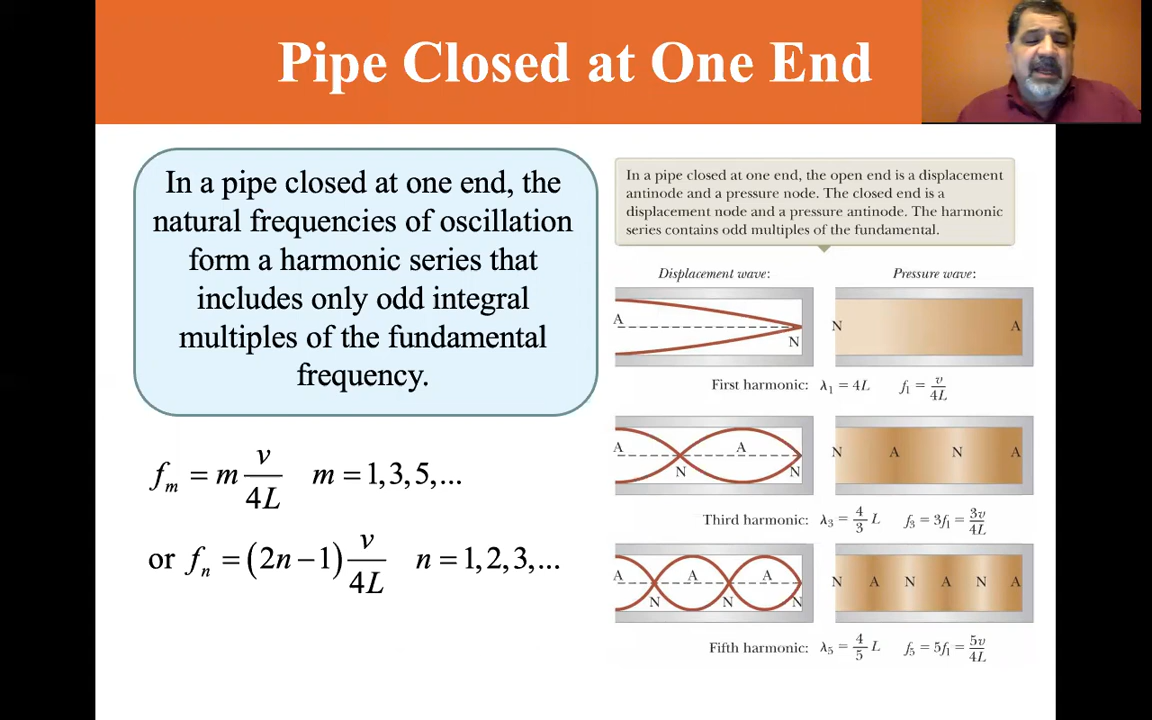 Pipe Closed at One End
In a pipe closed at one end, the
natural frequencies of oscillation
form a harmonic series that
includes only odd integral
multiples of the fundamental
frequency.
f_m = m v/4L   m = 1,3,5,...
or f_n = (2n−1) v/4L   n = 1,2,3,...
In a pipe closed at one end, the open end is a displacement
antinode and a pressure node. The closed end is a
displacement node and a pressure antinode. The harmonic
series contains odd multiples of the fundamental.
Displacement wave: Pressure wave:
A N N A
First harmonic: λ₁ = 4L   f₁ = v/4L
A N A N N A N A
Third harmonic: λ₃ = 4/3 L   f₃ = 3f₁ = 3v/4L
A N A N A N N A N A N A
Fifth harmonic: λ₅ = 4/5 L   f₅ = 5f₁ = 5v/4L